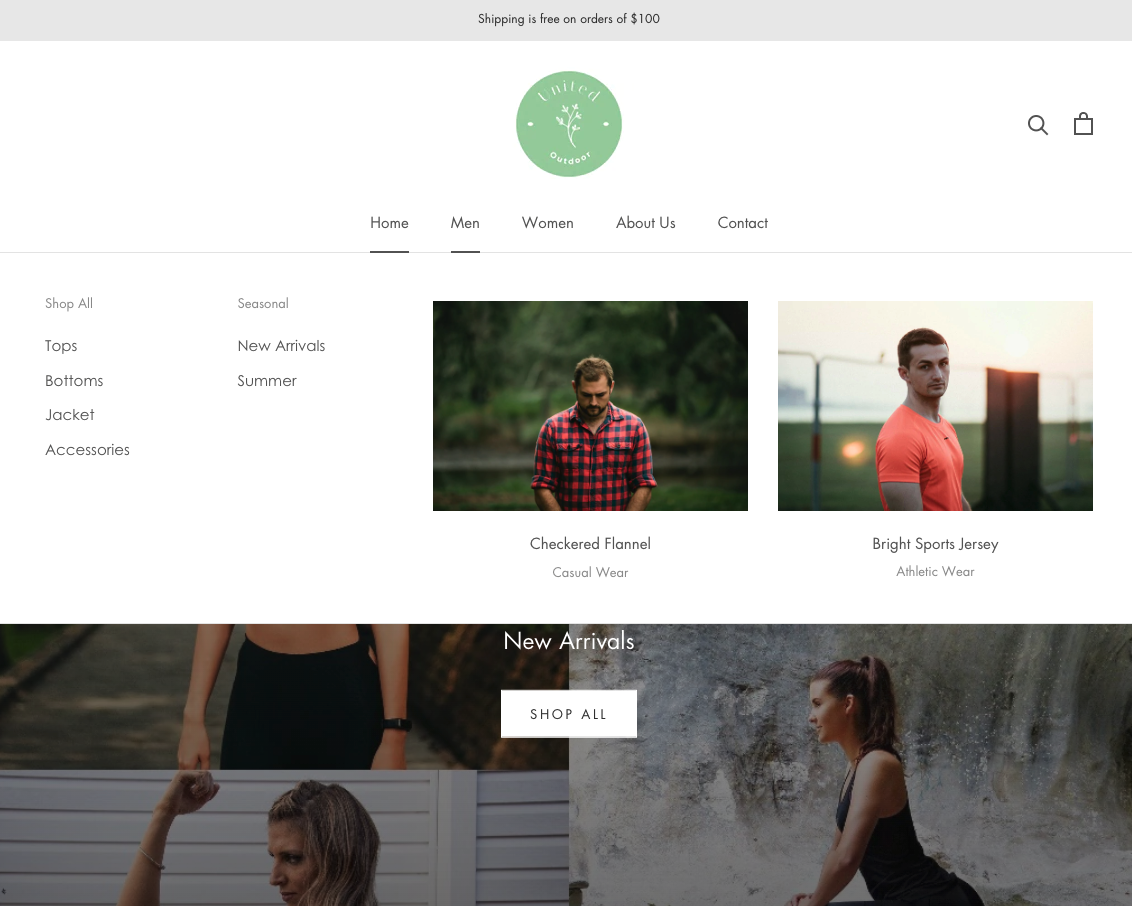 Shipping is free on orders of $100
United
Outdoor
Home Men Women About Us Contact
Shop All
Tops
Bottoms
Jacket
Accessories
Seasonal
New Arrivals
Summer
Checkered Flannel
Casual Wear
Bright Sports Jersey
Athletic Wear
New Arrivals
SHOP ALL